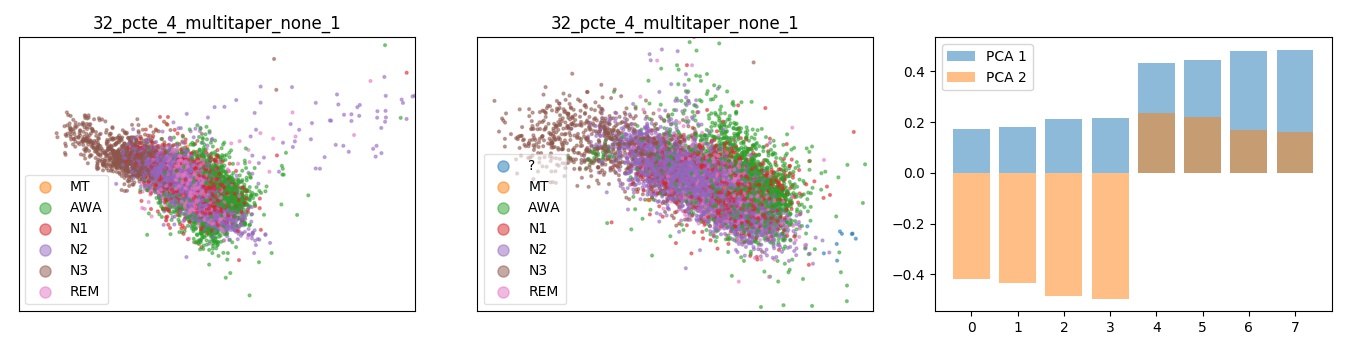 32_pcte_4_multitaper_none_1
MT
AWA
N1
N2
N3
REM
32_pcte_4_multitaper_none_1
?
MT
AWA
N1
N2
N3
REM
PCA 1
PCA 2
0.4
0.2
0.0
−0.2
−0.4
0 1 2 3 4 5 6 7